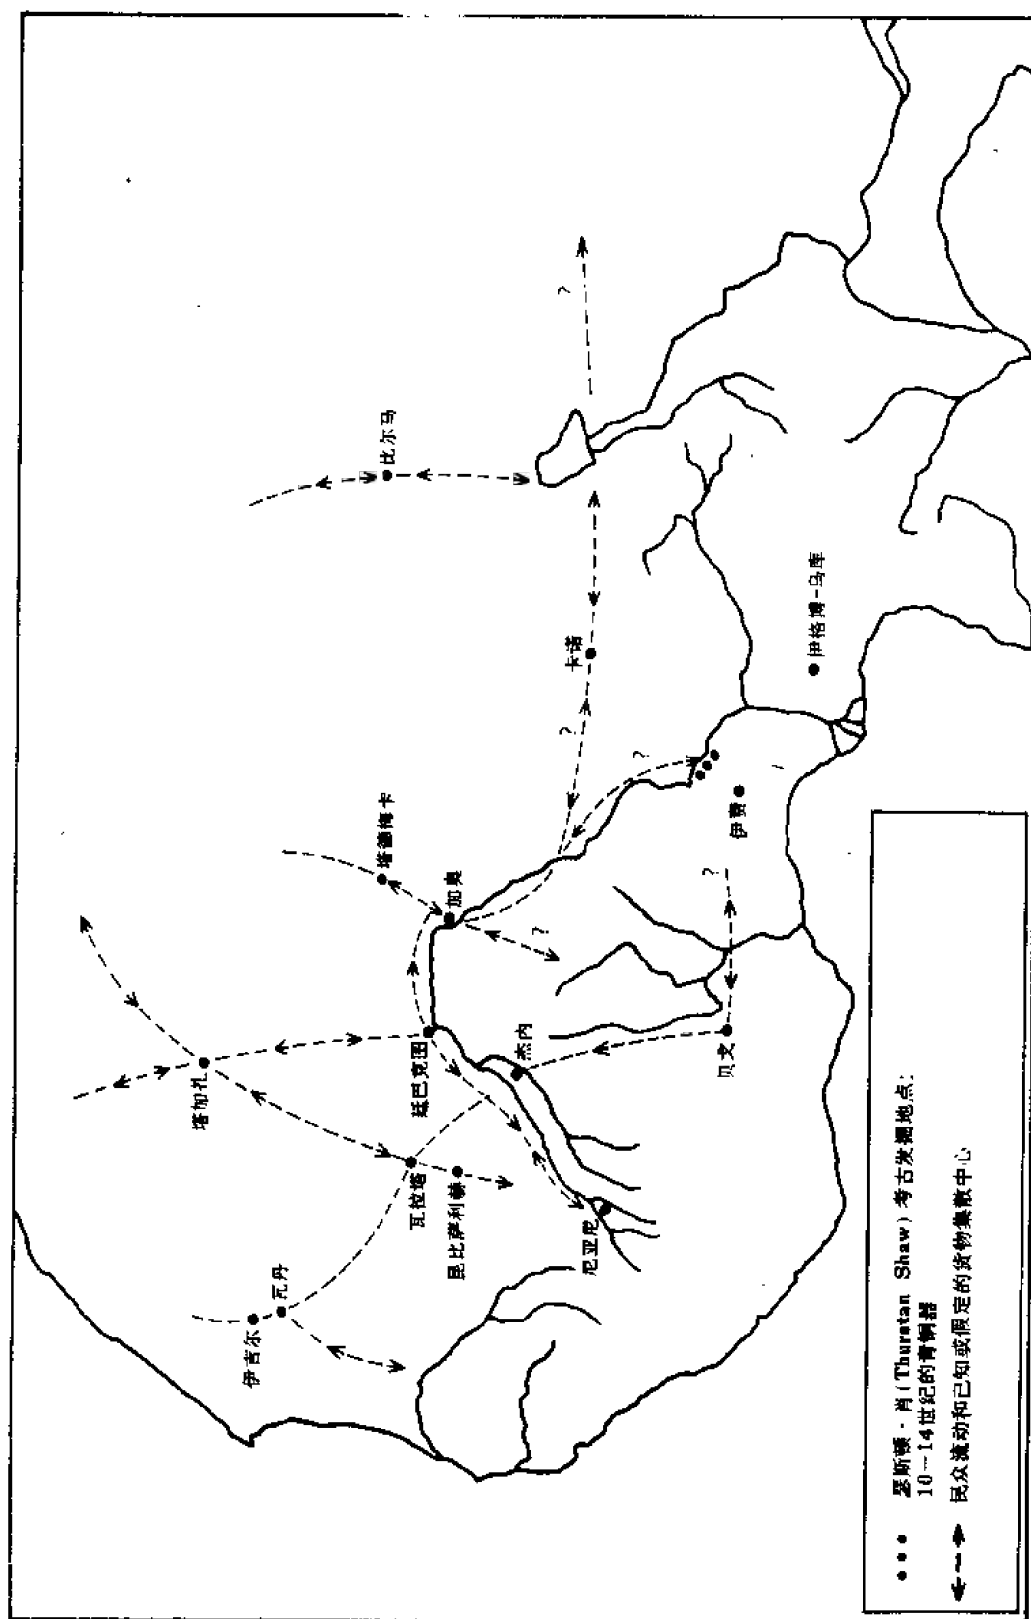 塔加扎
伊吉尔
瓦丹
瓦拉塔
昆比萨利赫
廷巴克图
塔德梅卡
加奥
比尔马
?
?
?
?
卡诺
杰内
尼亚尼
贝戈
?
伊费
伊格博-乌库
瑟斯顿·肖(Thurstan Shaw)考古发掘地点:
10—14世纪的青铜器
民众流动和已知或假定的货物集散中心